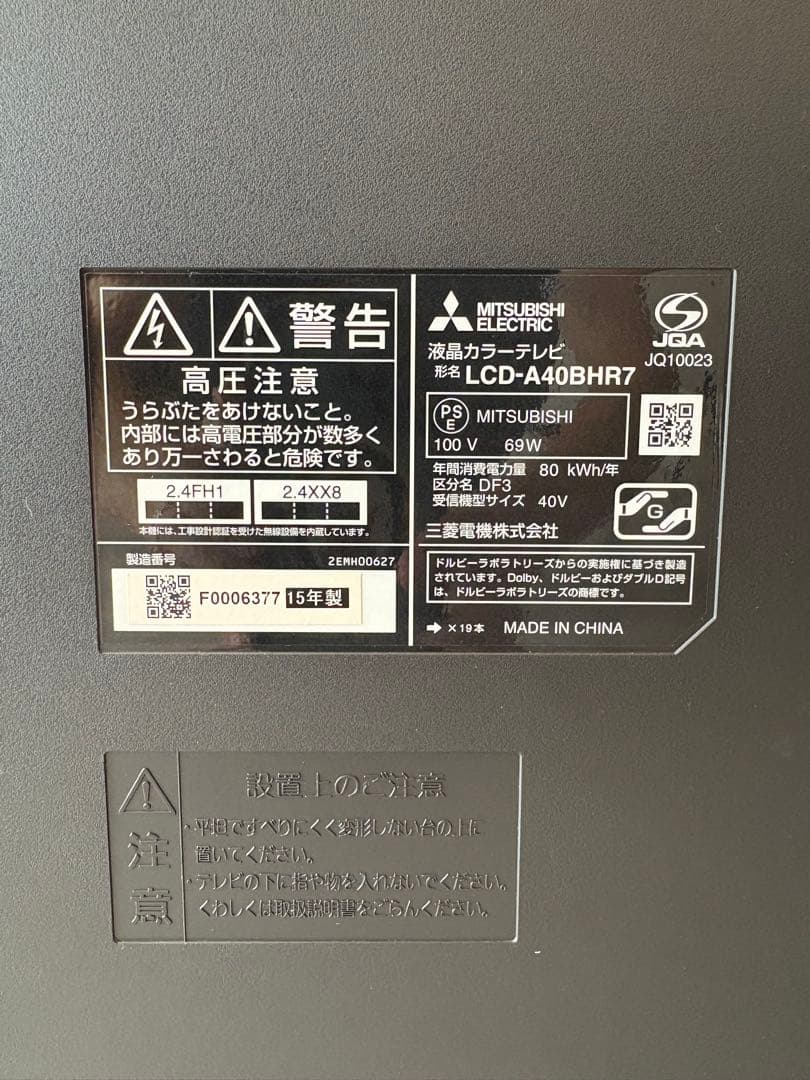 警告
高圧注意
うらぶたをあけないこと。
内部には高電圧部分が数多く
あり万一さわると危険です。
2.4FH1
2.4XX8
本機には、工事設計認証を受けた無線設備を内蔵しています。
製造番号
2EMH00627
F0006377 15年製
MITSUBISHI
ELECTRIC
JQA
JQ10023
液晶カラーテレビ
形名 LCD-A40BHR7
PS
E
MITSUBISHI
100 V 69W
年間消費電力量 80 kWh/年
区分名 DF3
受信機型サイズ 40V
G
三菱電機株式会社
ドルビーラボラトリーズからの実施権に基づき製造
されています。Dolby、ドルビーおよびダブルD記号
は、ドルビーラボラトリーズの商標です。
➔ ×19本 MADE IN CHINA
注意
設置上のご注意
・平坦ですべりにくく変形しない台の上に
置いてください。
・テレビの下に指や物を入れないでください。
くわしくは取扱説明書をごらんください。